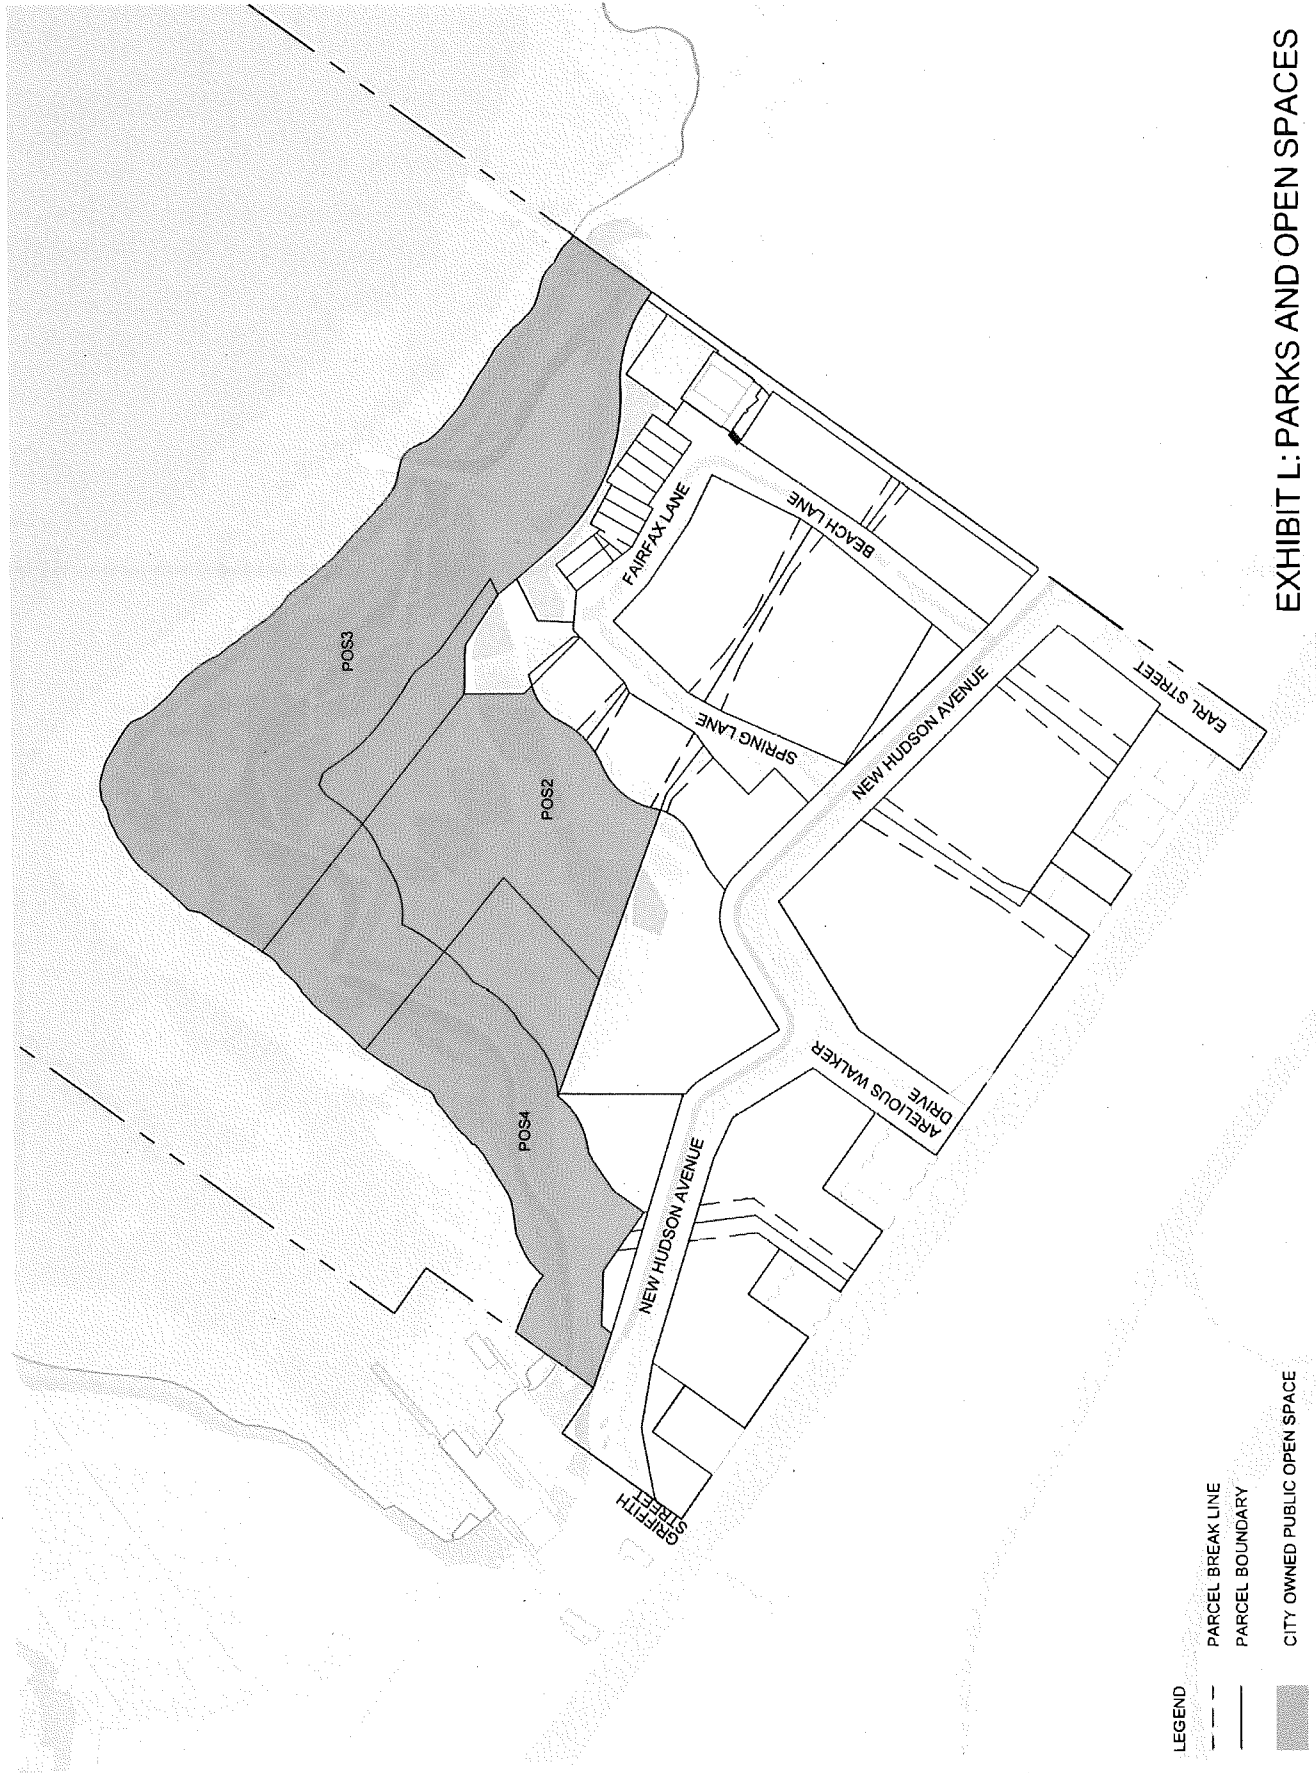 POS3
POS2
POS4
FAIRFAX LANE
BEACH LANE
SPRING LANE
NEW HUDSON AVENUE
EARL STREET
ARELIOUS WALKER
DRIVE
NEW HUDSON AVENUE
GRIFFITH
STREET
LEGEND
PARCEL BREAK LINE
PARCEL BOUNDARY
CITY OWNED PUBLIC OPEN SPACE
EXHIBIT L: PARKS AND OPEN SPACES